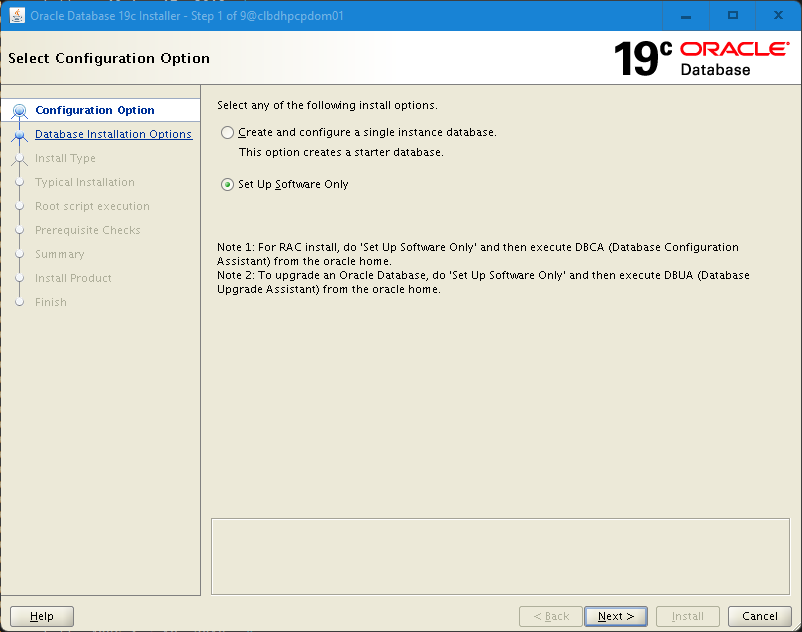 Oracle Database 19c Installer - Step 1 of 9@clbdhpcpdom01
Select Configuration Option
19c ORACLE
Database
Configuration Option
Database Installation Options
Install Type
Typical Installation
Root script execution
Prerequisite Checks
Summary
Install Product
Finish
Select any of the following install options.
Create and configure a single instance database.
This option creates a starter database.
Set Up Software Only
Note 1: For RAC install, do 'Set Up Software Only' and then execute DBCA (Database Configuration
Assistant) from the oracle home.
Note 2: To upgrade an Oracle Database, do 'Set Up Software Only' and then execute DBUA (Database
Upgrade Assistant) from the oracle home.
Help
< Back
Next >
Install
Cancel